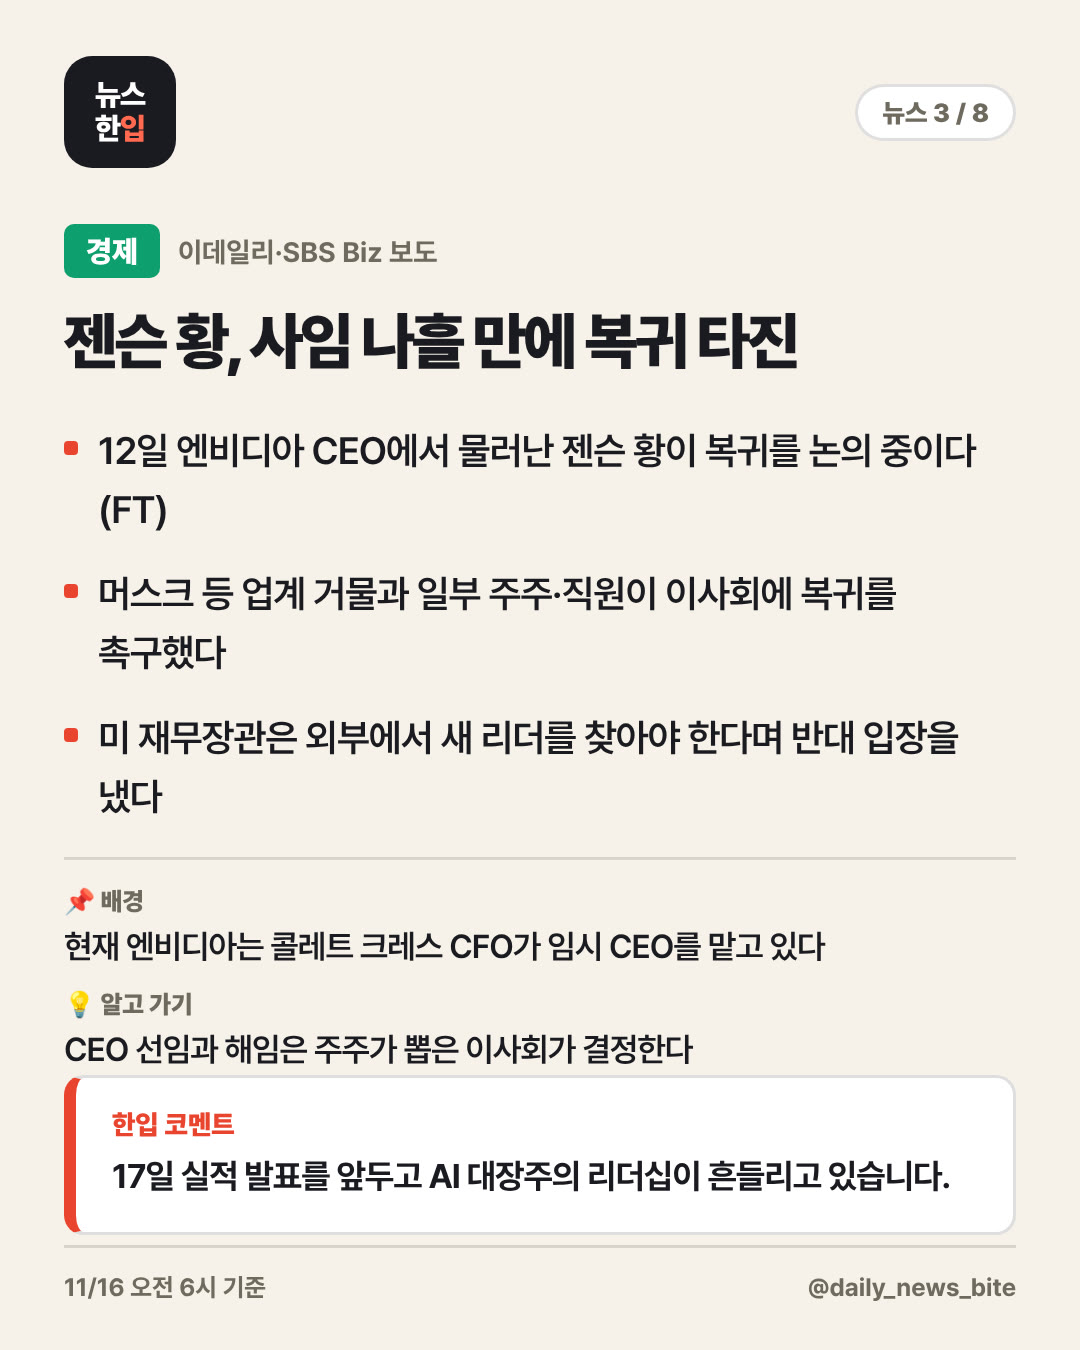 뉴스
한입
뉴스 3 / 8
경제 이데일리·SBS Biz 보도
젠슨 황, 사임 나흘 만에 복귀 타진
12일 엔비디아 CEO에서 물러난 젠슨 황이 복귀를 논의 중이다
(FT)
머스크 등 업계 거물과 일부 주주·직원이 이사회에 복귀를
촉구했다
미 재무장관은 외부에서 새 리더를 찾아야 한다며 반대 입장을
냈다
📌 배경
현재 엔비디아는 콜레트 크레스 CFO가 임시 CEO를 맡고 있다
💡 알고 가기
CEO 선임과 해임은 주주가 뽑은 이사회가 결정한다
한입 코멘트
17일 실적 발표를 앞두고 AI 대장주의 리더십이 흔들리고 있습니다.
11/16 오전 6시 기준
@daily_news_bite